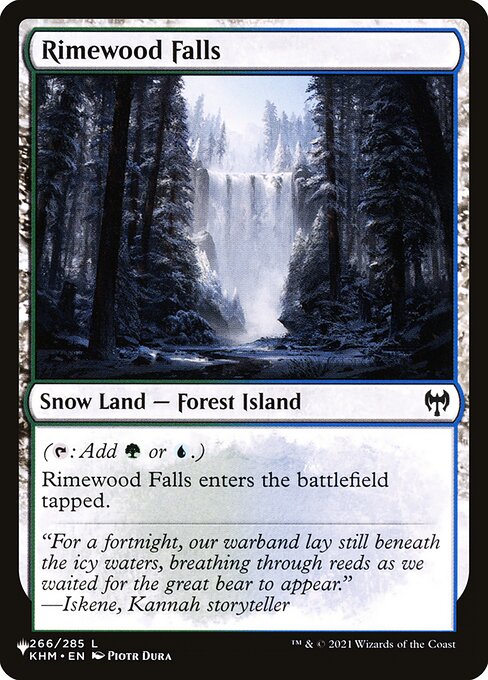 Rimewood Falls
Snow Land — Forest Island
(: Add or .)
Rimewood Falls enters the battlefield
tapped.
“For a fortnight, our warband lay still beneath
the icy waters, breathing through reeds as we
waited for the great bear to appear.”
—Iskene, Kannah storyteller
266/285 L
KHM • EN Piotr Dura
™ & © 2021 Wizards of the Coast